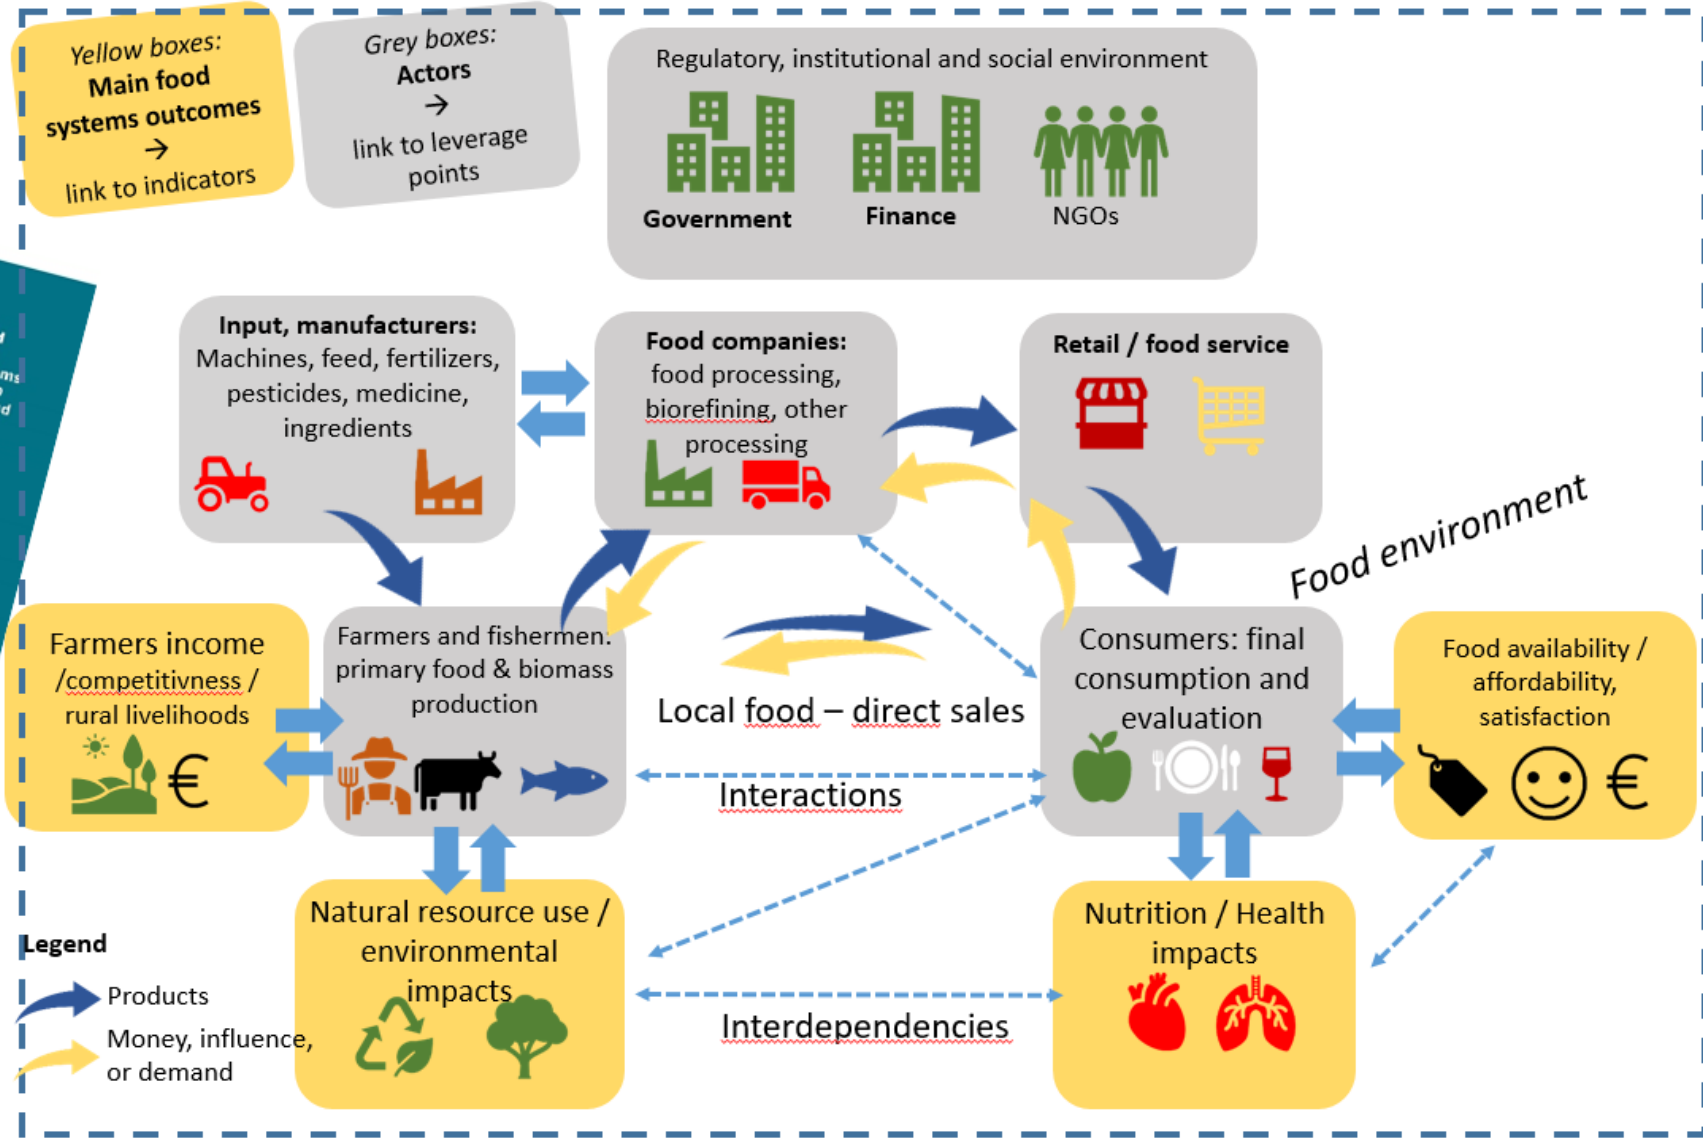 Yellow boxes:
Main food
systems outcomes
→
link to indicators
Grey boxes:
Actors
→
link to leverage
points
Regulatory, institutional and social environment
Government
Finance
NGOs
Input, manufacturers:
Machines, feed, fertilizers,
pesticides, medicine,
ingredients
Food companies:
food processing,
biorefining, other
processing
Retail / food service
Food environment
Farmers income
/competitivness /
rural livelihoods
€
Farmers and fishermen:
primary food & biomass
production
Local food – direct sales
Interactions
Consumers: final
consumption and
evaluation
Food availability /
affordability,
satisfaction
€
Natural resource use /
environmental
impacts
Interdependencies
Nutrition / Health
impacts
Legend
Products
Money, influence,
or demand